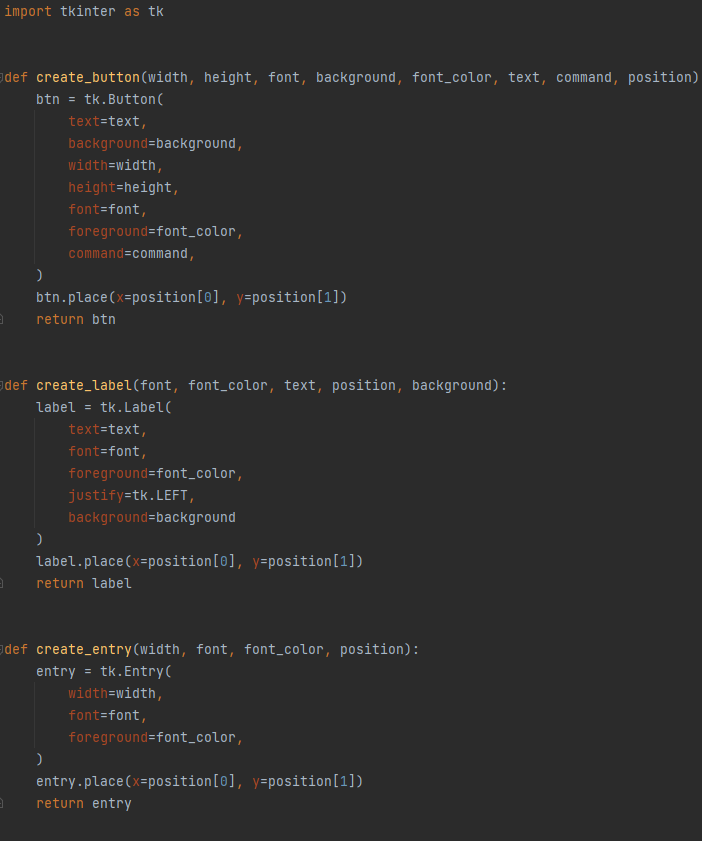 import tkinter as tk
def create_button(width, height, font, background, font_color, text, command, position)
    btn = tk.Button(
        text=text,
        background=background,
        width=width,
        height=height,
        font=font,
        foreground=font_color,
        command=command,
    )
    btn.place(x=position[0], y=position[1])
    return btn
def create_label(font, font_color, text, position, background):
    label = tk.Label(
        text=text,
        font=font,
        foreground=font_color,
        justify=tk.LEFT,
        background=background
    )
    label.place(x=position[0], y=position[1])
    return label
def create_entry(width, font, font_color, position):
    entry = tk.Entry(
        width=width,
        font=font,
        foreground=font_color,
    )
    entry.place(x=position[0], y=position[1])
    return entry